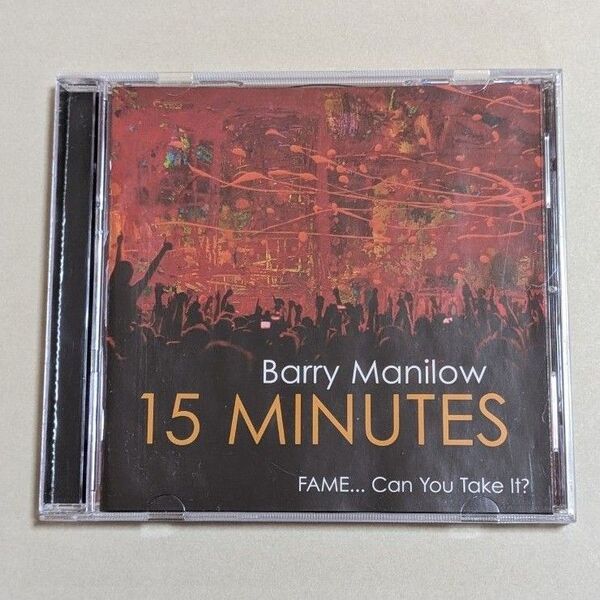 Barry Manilow
15 MINUTES
FAME... Can You Take It?